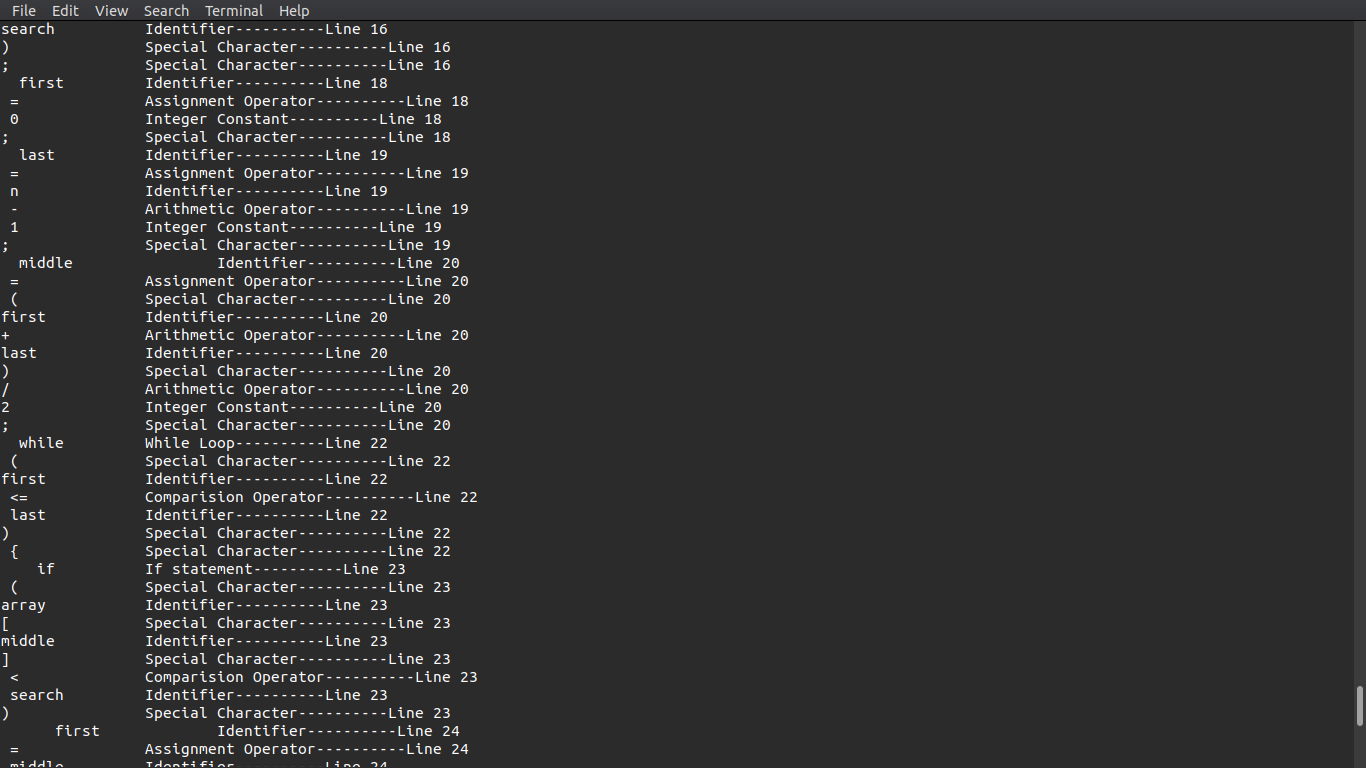 File Edit View Search Terminal Help
search Identifier----------Line 16
) Special Character----------Line 16
; Special Character----------Line 16
first Identifier----------Line 18
= Assignment Operator----------Line 18
0 Integer Constant----------Line 18
; Special Character----------Line 18
last Identifier----------Line 19
= Assignment Operator----------Line 19
n Identifier----------Line 19
- Arithmetic Operator----------Line 19
1 Integer Constant----------Line 19
; Special Character----------Line 19
middle Identifier----------Line 20
= Assignment Operator----------Line 20
( Special Character----------Line 20
first Identifier----------Line 20
+ Arithmetic Operator----------Line 20
last Identifier----------Line 20
) Special Character----------Line 20
/ Arithmetic Operator----------Line 20
2 Integer Constant----------Line 20
; Special Character----------Line 20
while While Loop----------Line 22
( Special Character----------Line 22
first Identifier----------Line 22
<= Comparision Operator----------Line 22
last Identifier----------Line 22
) Special Character----------Line 22
{ Special Character----------Line 22
if If statement----------Line 23
( Special Character----------Line 23
array Identifier----------Line 23
[ Special Character----------Line 23
middle Identifier----------Line 23
] Special Character----------Line 23
< Comparision Operator----------Line 23
search Identifier----------Line 23
) Special Character----------Line 23
first Identifier----------Line 24
= Assignment Operator----------Line 24
middle Identifier----------Line 24